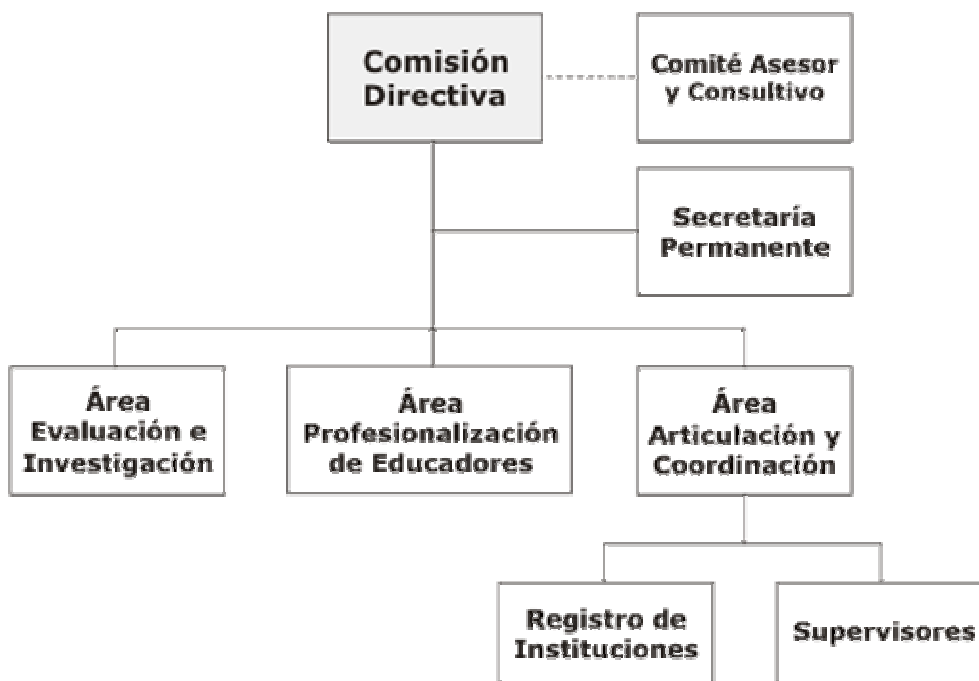 Comisión
Directiva
Comité Asesor
y Consultivo
Secretaría
Permanente
Área
Evaluación e
Investigación
Área
Profesionalización
de Educadores
Área
Articulación y
Coordinación
Registro de
Instituciones
Supervisores